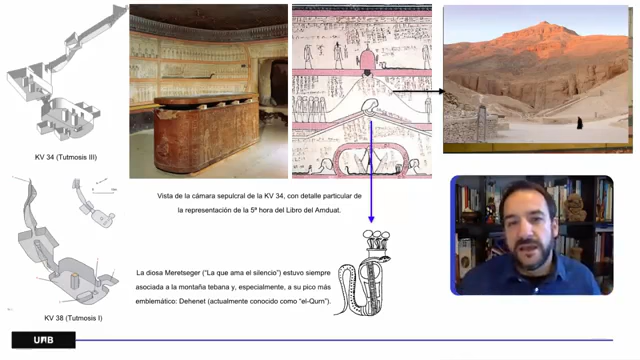 KV 34 (Tutmosis III)
Vista de la cámara sepulcral de la KV 34, con detalle particular de
la representación de la 5ª hora del Libro del Amduat.
La diosa Meretseger (“La que ama el silencio”) estuvo siempre
asociada a la montaña tebana y, especialmente, a su pico más
emblemático: Dehenet (actualmente conocido como “el-Qurn”).
KV 38 (Tutmosis I)